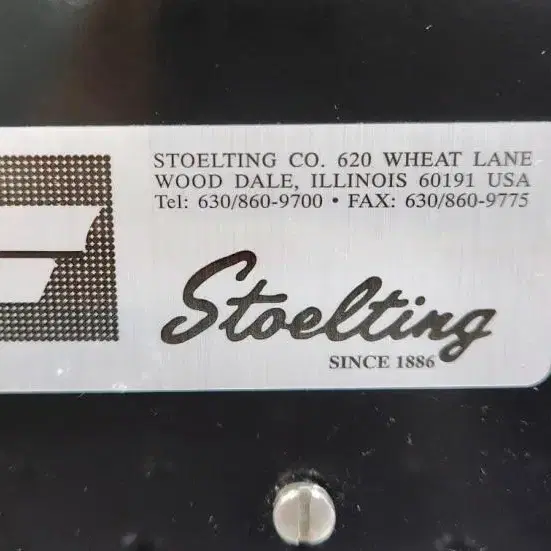 STOELTING CO. 620 WHEAT LANE
WOOD DALE, ILLINOIS 60191 USA
Tel: 630/860-9700 • FAX: 630/860-9775
Stoelting
SINCE 1886